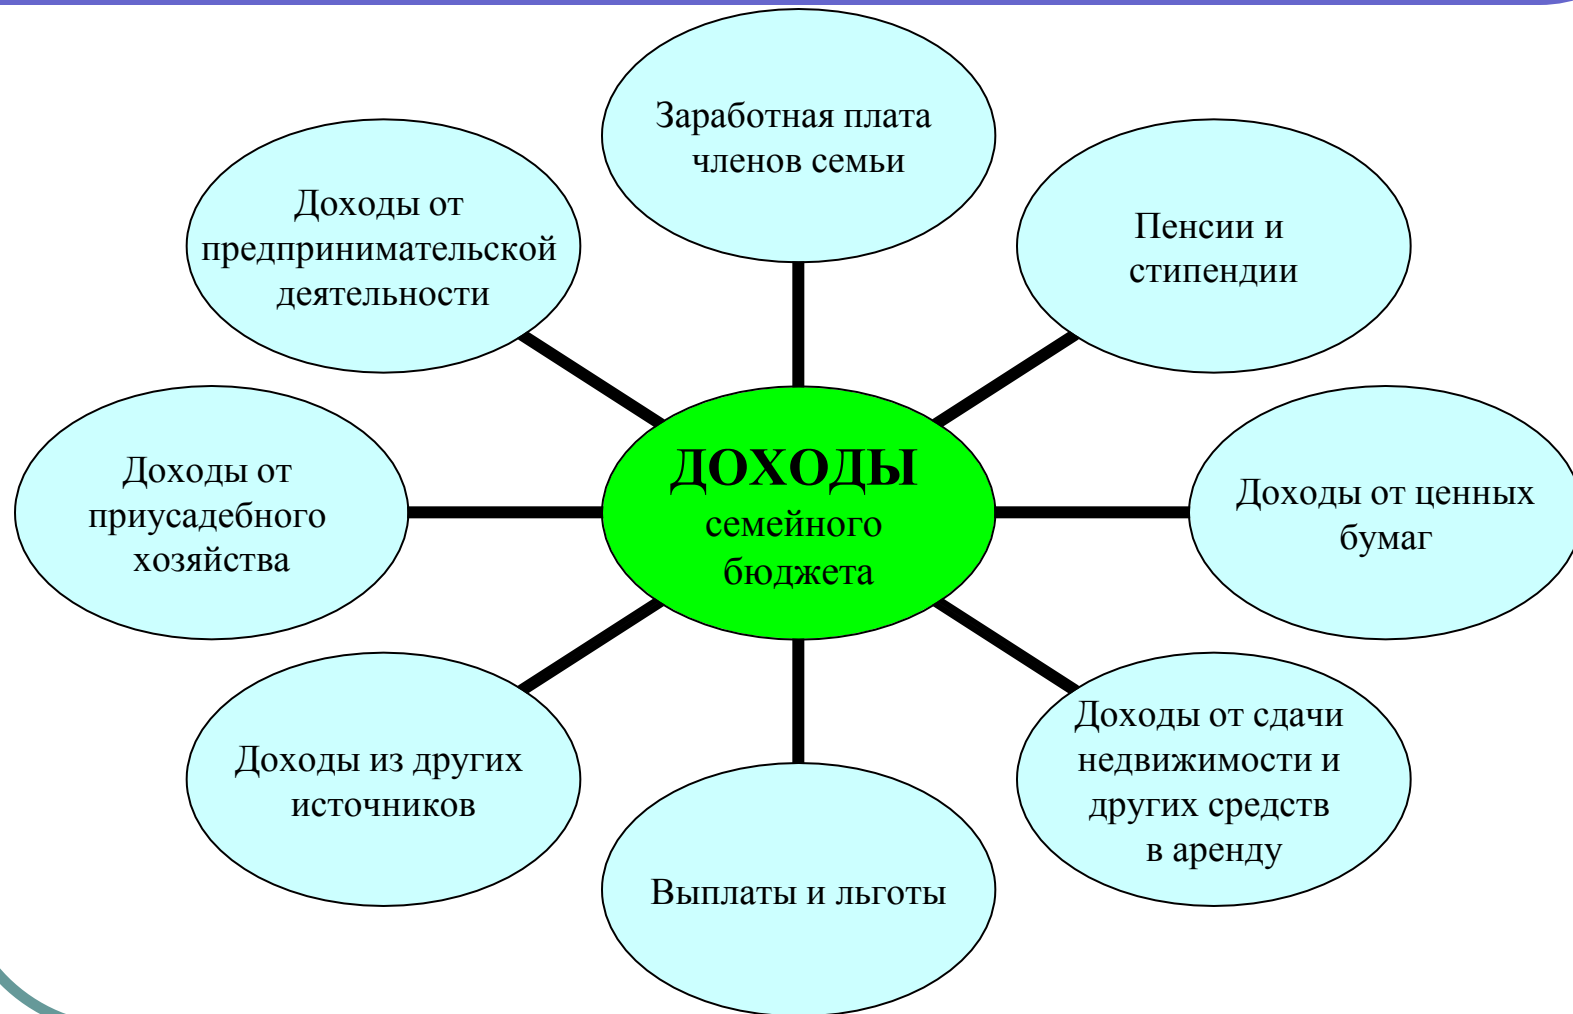 Заработная плата
членов семьи
Доходы от
предпринимательской
деятельности
Пенсии и
стипендии
Доходы от
приусадебного
хозяйства
ДОХОДЫ
семейного
бюджета
Доходы от ценных
бумаг
Доходы из других
источников
Выплаты и льготы
Доходы от сдачи
недвижимости и
других средств
в аренду